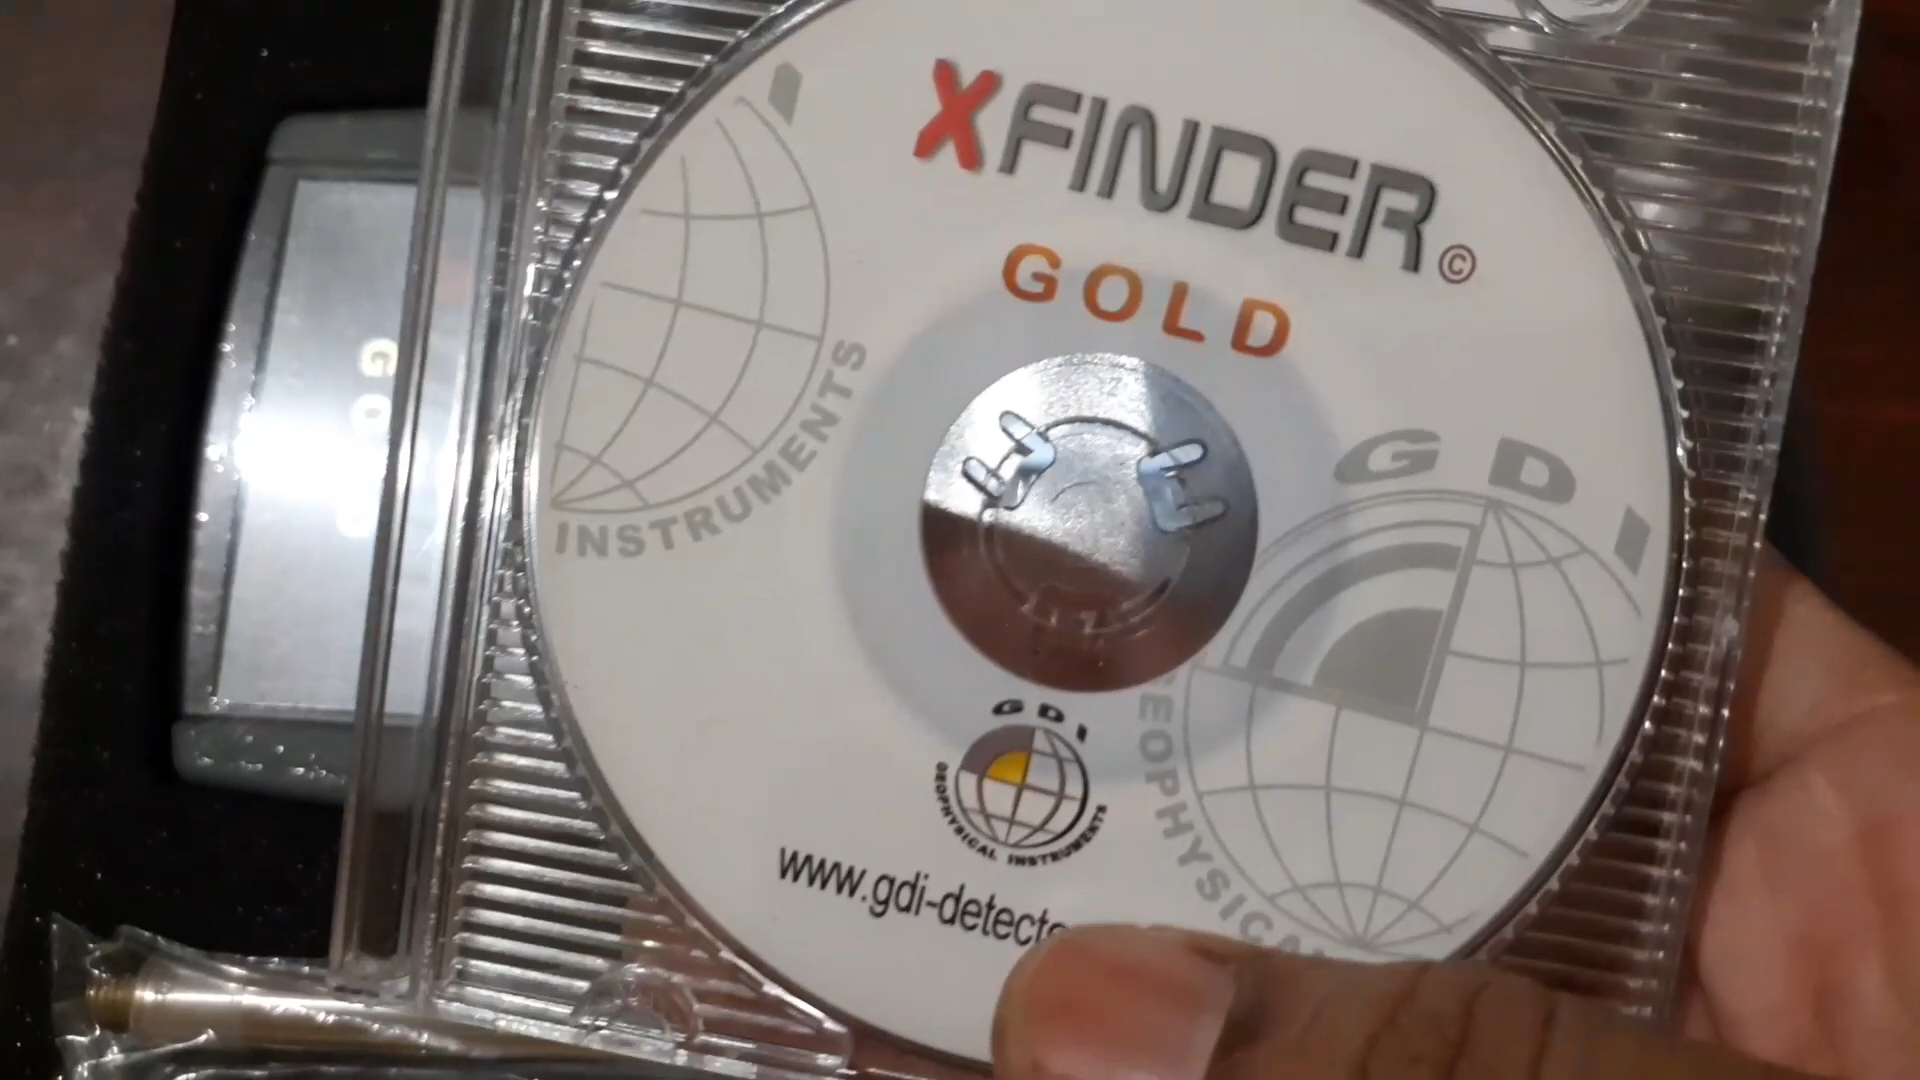 XFINDER©
GOLD
INSTRUMENTS
GDI
GDI
GEOPHYSICAL INSTRUMENTS
www.gdi-detecto